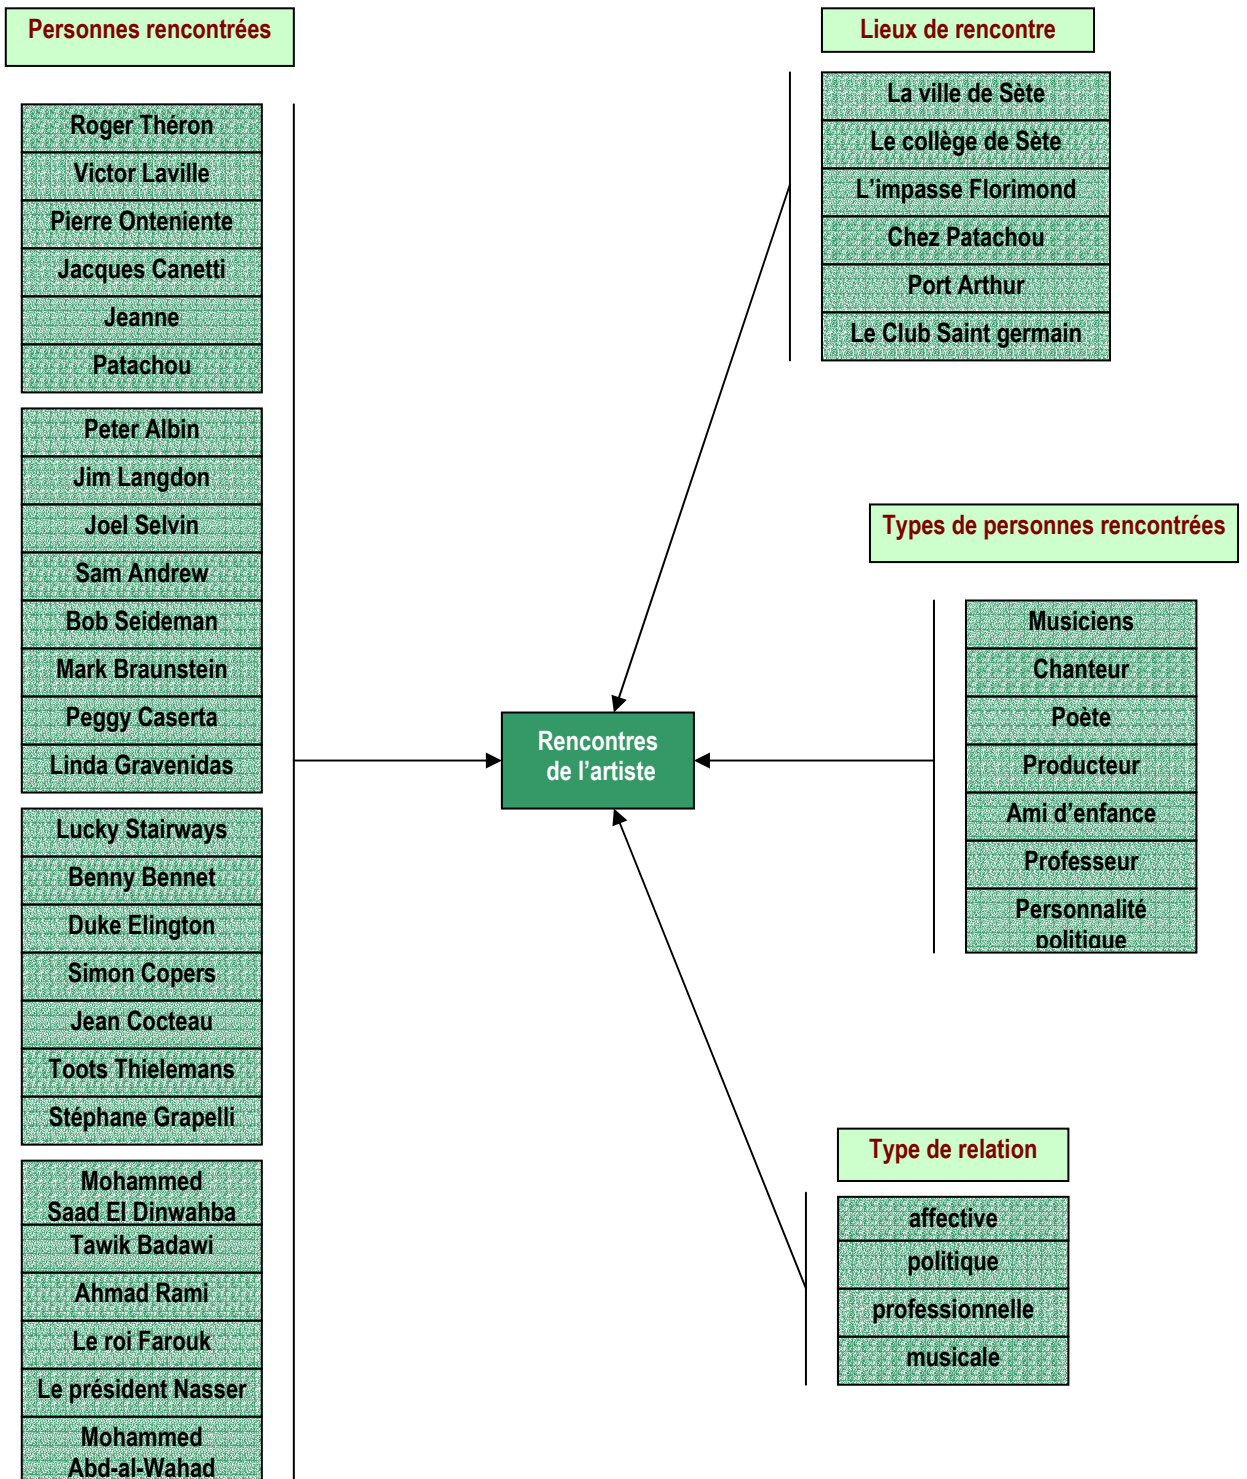 Personnes rencontrées
Roger Théron
Victor Laville
Pierre Onteniente
Jacques Canetti
Jeanne
Patachou
Peter Albin
Jim Langdon
Joel Selvin
Sam Andrew
Bob Seideman
Mark Braunstein
Peggy Caserta
Linda Gravenidas
Lucky Stairways
Benny Bennet
Duke Elington
Simon Copers
Jean Cocteau
Toots Thielemans
Stéphane Grapelli
Mohammed
Saad El Dinwahba
Tawik Badawi
Ahmad Rami
Le roi Farouk
Le président Nasser
Mohammed
Abd-al-Wahad
Rencontres
de l'artiste
Lieux de rencontre
La ville de Sète
Le collège de Sète
L'impasse Florimond
Chez Patachou
Port Arthur
Le Club Saint germain
Types de personnes rencontrées
Musiciens
Chanteur
Poète
Producteur
Ami d'enfance
Professeur
Personnalité
politique
Type de relation
affective
politique
professionnelle
musicale